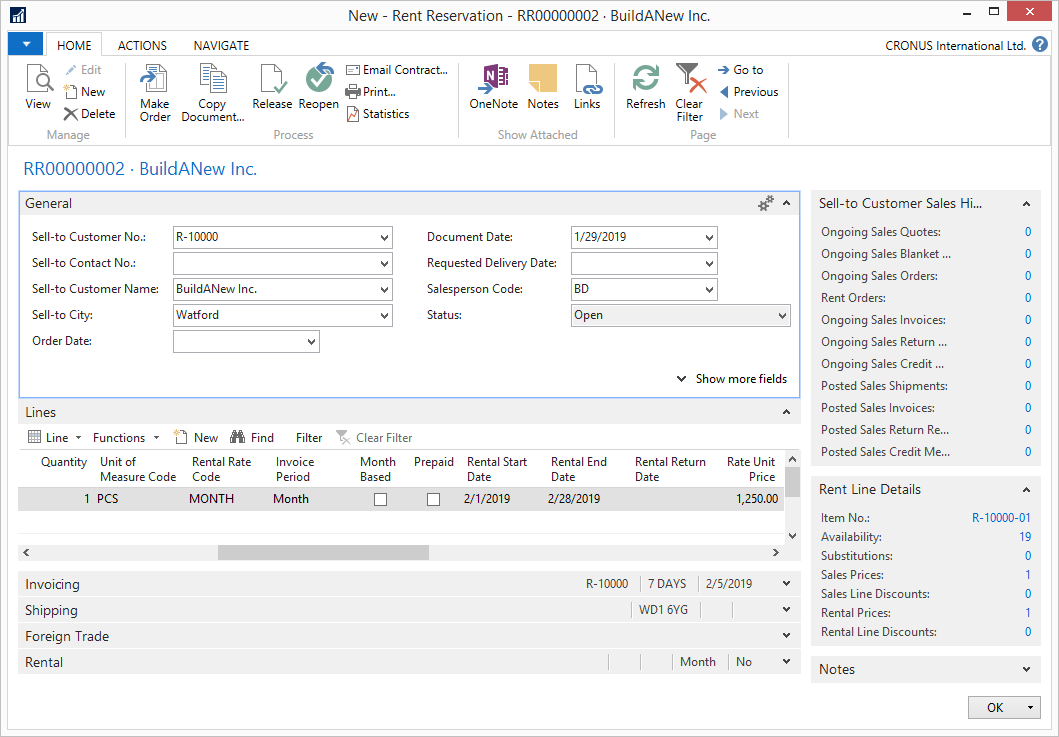 New - Rent Reservation - RR00000002 · BuildANew Inc.
HOME ACTIONS NAVIGATE CRONUS International Ltd. ?
View
Edit
New
Delete
Manage
Make Order
Copy Document...
Release
Reopen
Email Contract...
Print...
Statistics
Process
OneNote
Notes
Links
Show Attached
Refresh
Clear Filter
Go to
Previous
Next
Page
RR00000002 · BuildANew Inc.
General
Sell-to Customer No.: R-10000
Sell-to Contact No.:
Sell-to Customer Name: BuildANew Inc.
Sell-to City: Watford
Order Date:
Document Date: 1/29/2019
Requested Delivery Date:
Salesperson Code: BD
Status: Open
Show more fields
Lines
Line Functions New Find Filter Clear Filter
Quantity Unit of Measure Code Rental Rate Code Invoice Period Month Based Prepaid Rental Start Date Rental End Date Rental Return Date Rate Unit Price
1 PCS MONTH Month 2/1/2019 2/28/2019 1,250.00
Invoicing R-10000 7 DAYS 2/5/2019
Shipping WD1 6YG
Foreign Trade
Rental Month No
Sell-to Customer Sales Hi...
Ongoing Sales Quotes: 0
Ongoing Sales Blanket ... 0
Ongoing Sales Orders: 0
Rent Orders: 0
Ongoing Sales Invoices: 0
Ongoing Sales Return ... 0
Ongoing Sales Credit ... 0
Posted Sales Shipments: 0
Posted Sales Invoices: 0
Posted Sales Return Re... 0
Posted Sales Credit Me... 0
Rent Line Details
Item No.: R-10000-01
Availability: 19
Substitutions: 0
Sales Prices: 1
Sales Line Discounts: 0
Rental Prices: 1
Rental Line Discounts: 0
Notes
OK